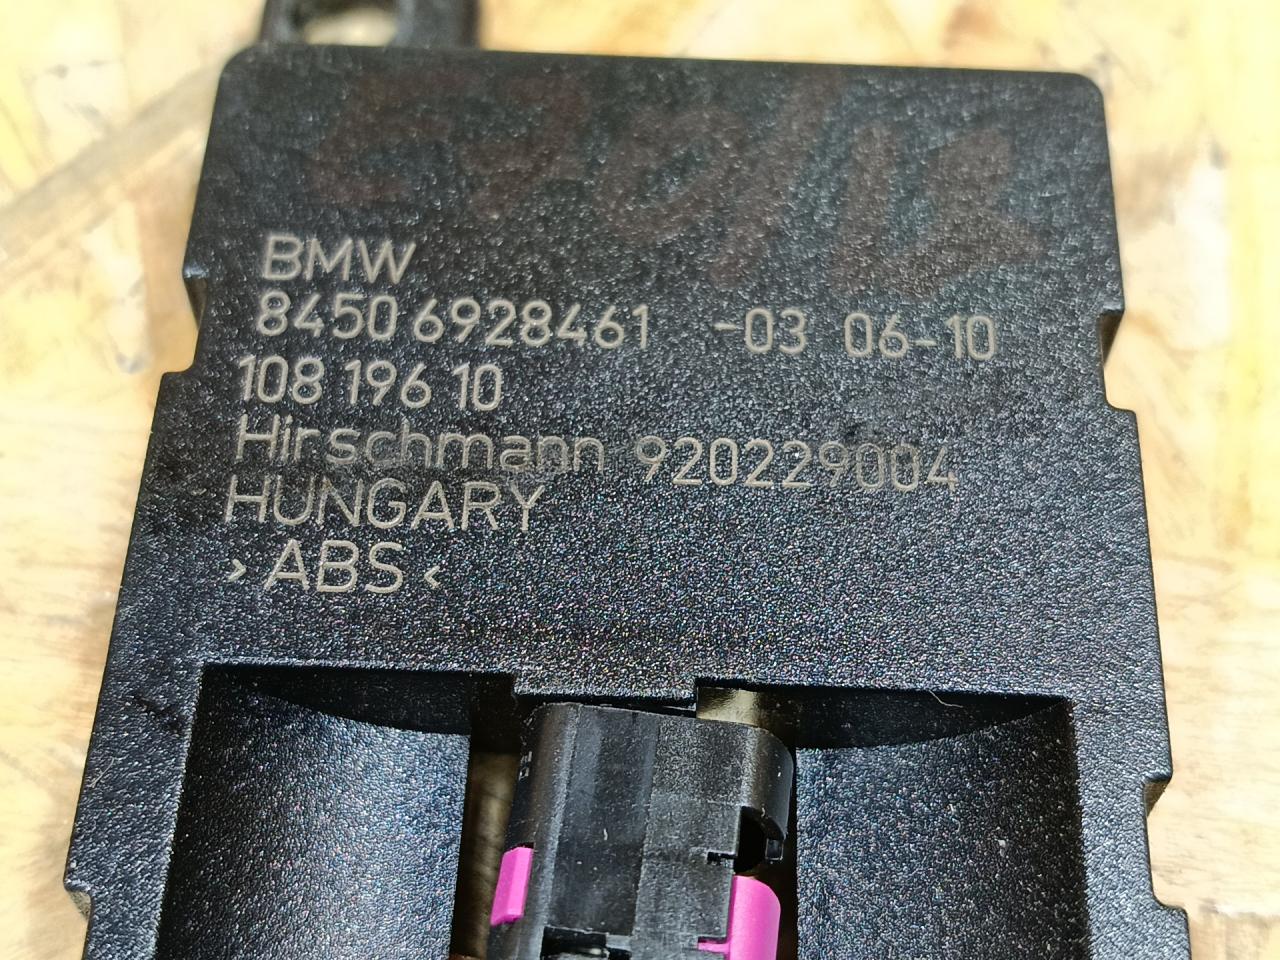 BMW
8450 6928461 -03 06-10
108 196 10
Hirschmann 920229004
HUNGARY
> ABS <